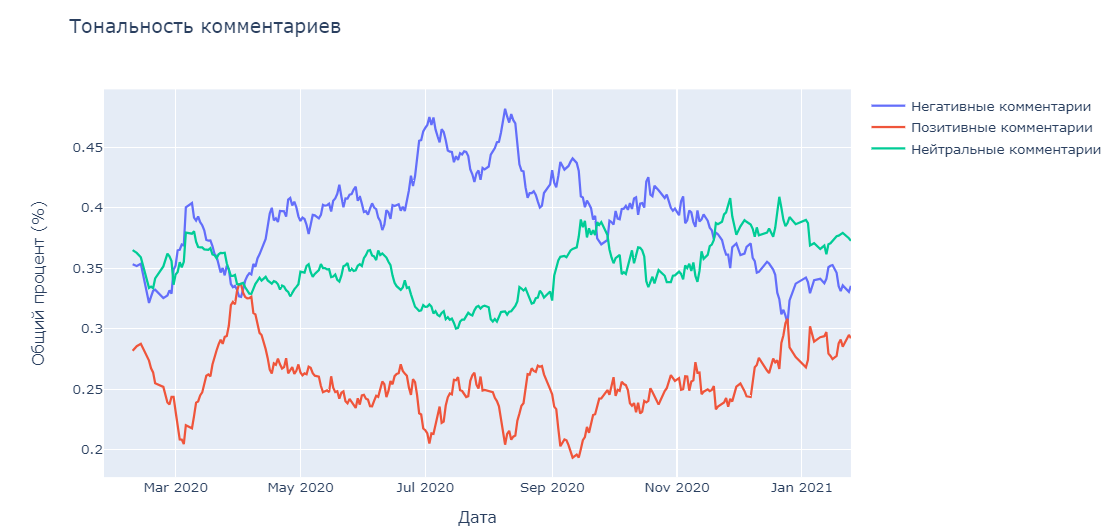 Тональность комментариев
Негативные комментарии
Позитивные комментарии
Нейтральные комментарии
Общий процент (%)
0.45
0.4
0.35
0.3
0.25
0.2
Mar 2020 May 2020 Jul 2020 Sep 2020 Nov 2020 Jan 2021
Дата